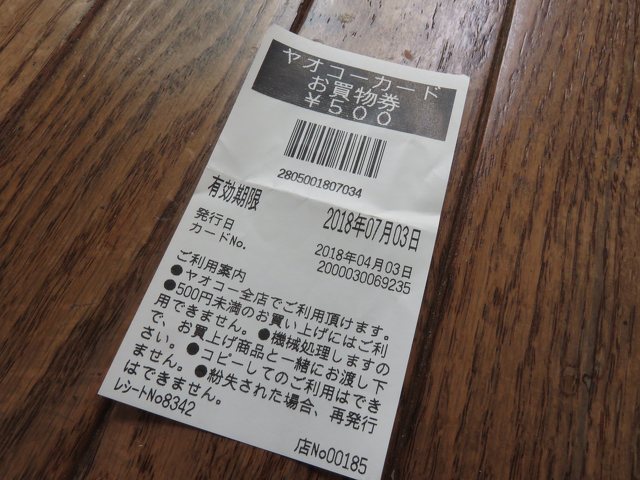 ヤオコーカード
お買物券
￥５００
2805001807034
有効期限 2018年07月03日
発行日 2018年04月03日
カードNo. 2000030069235
ご利用案内
●ヤオコー全店でご利用頂けます。
●500円未満のお買い上げにはご利
用できません。●機械処理しますの
で、お買上げ商品と一緒にお渡し下
さい。●コピーしてのご利用はでき
ません。●紛失された場合、再発行
はできません。
レシートNo8342
店No00185